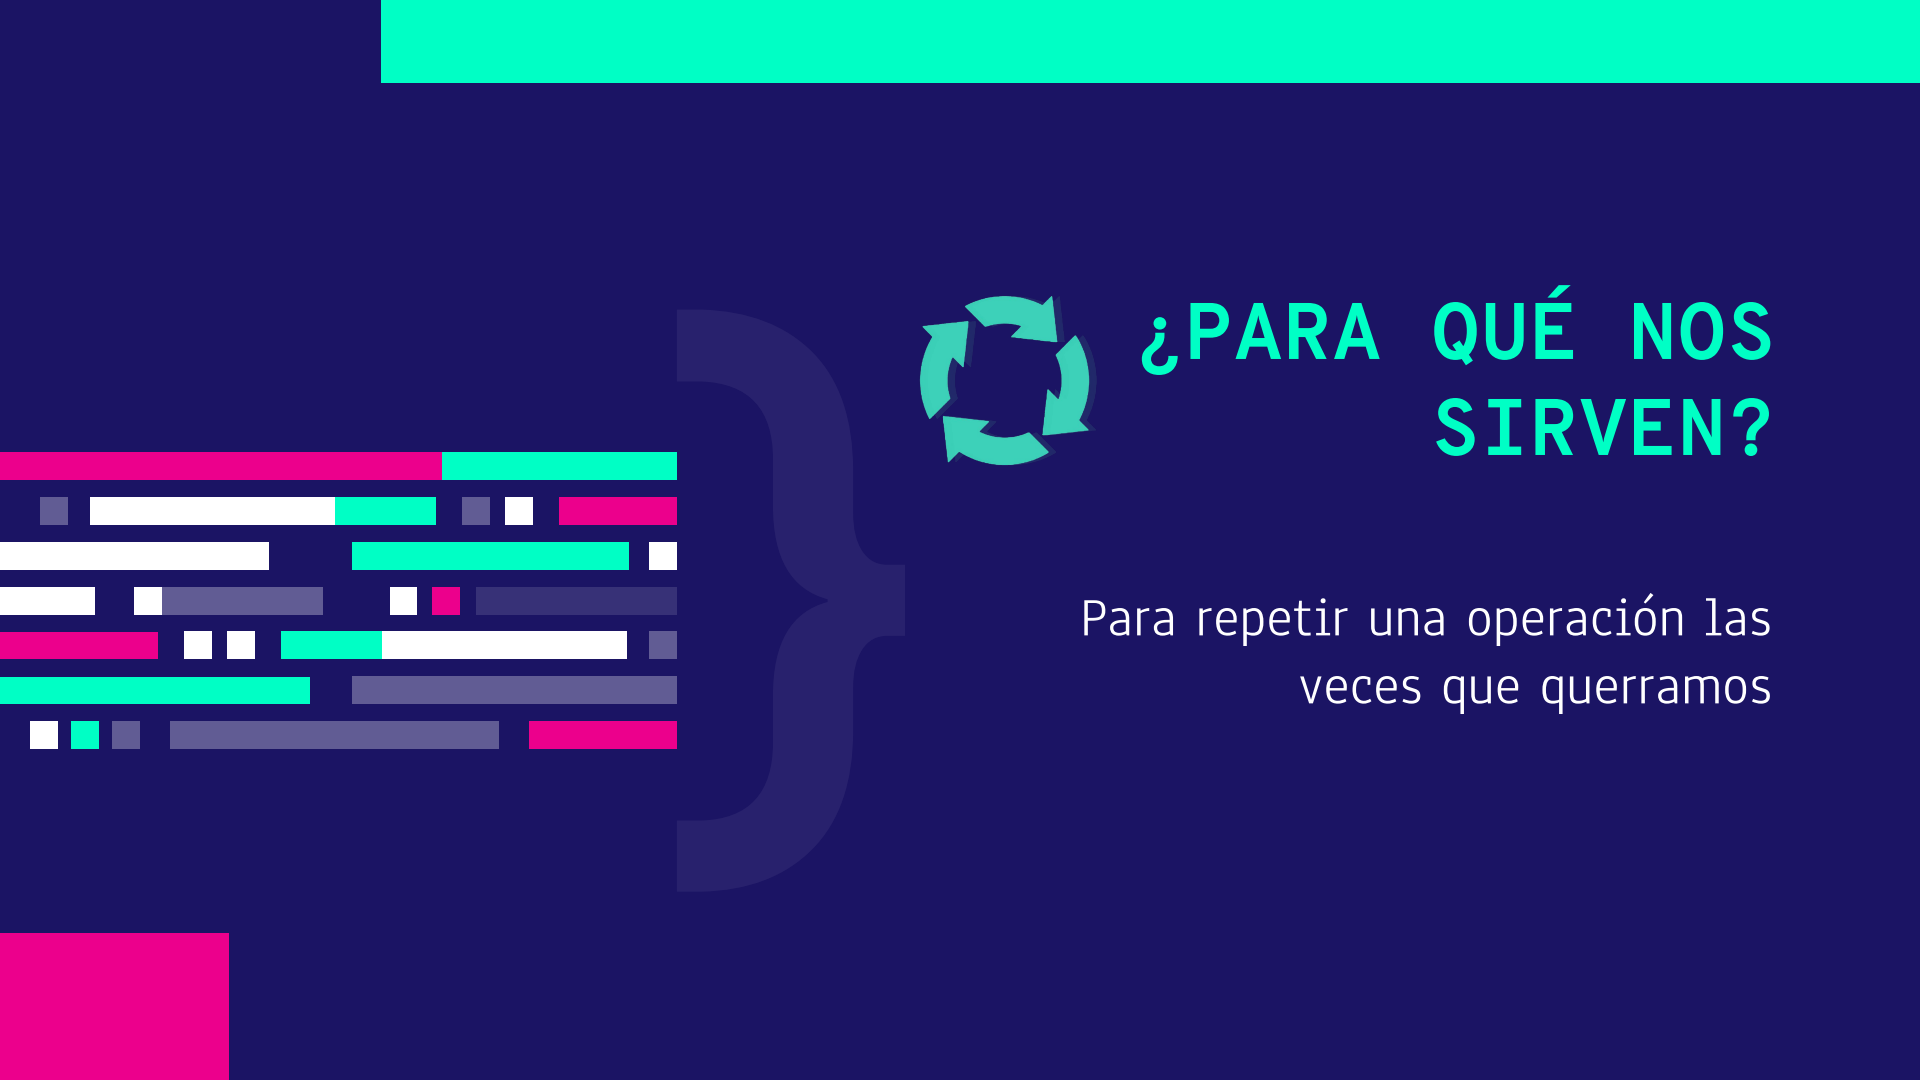 ¿PARA QUÉ NOS
SIRVEN?
Para repetir una operación las
veces que querramos